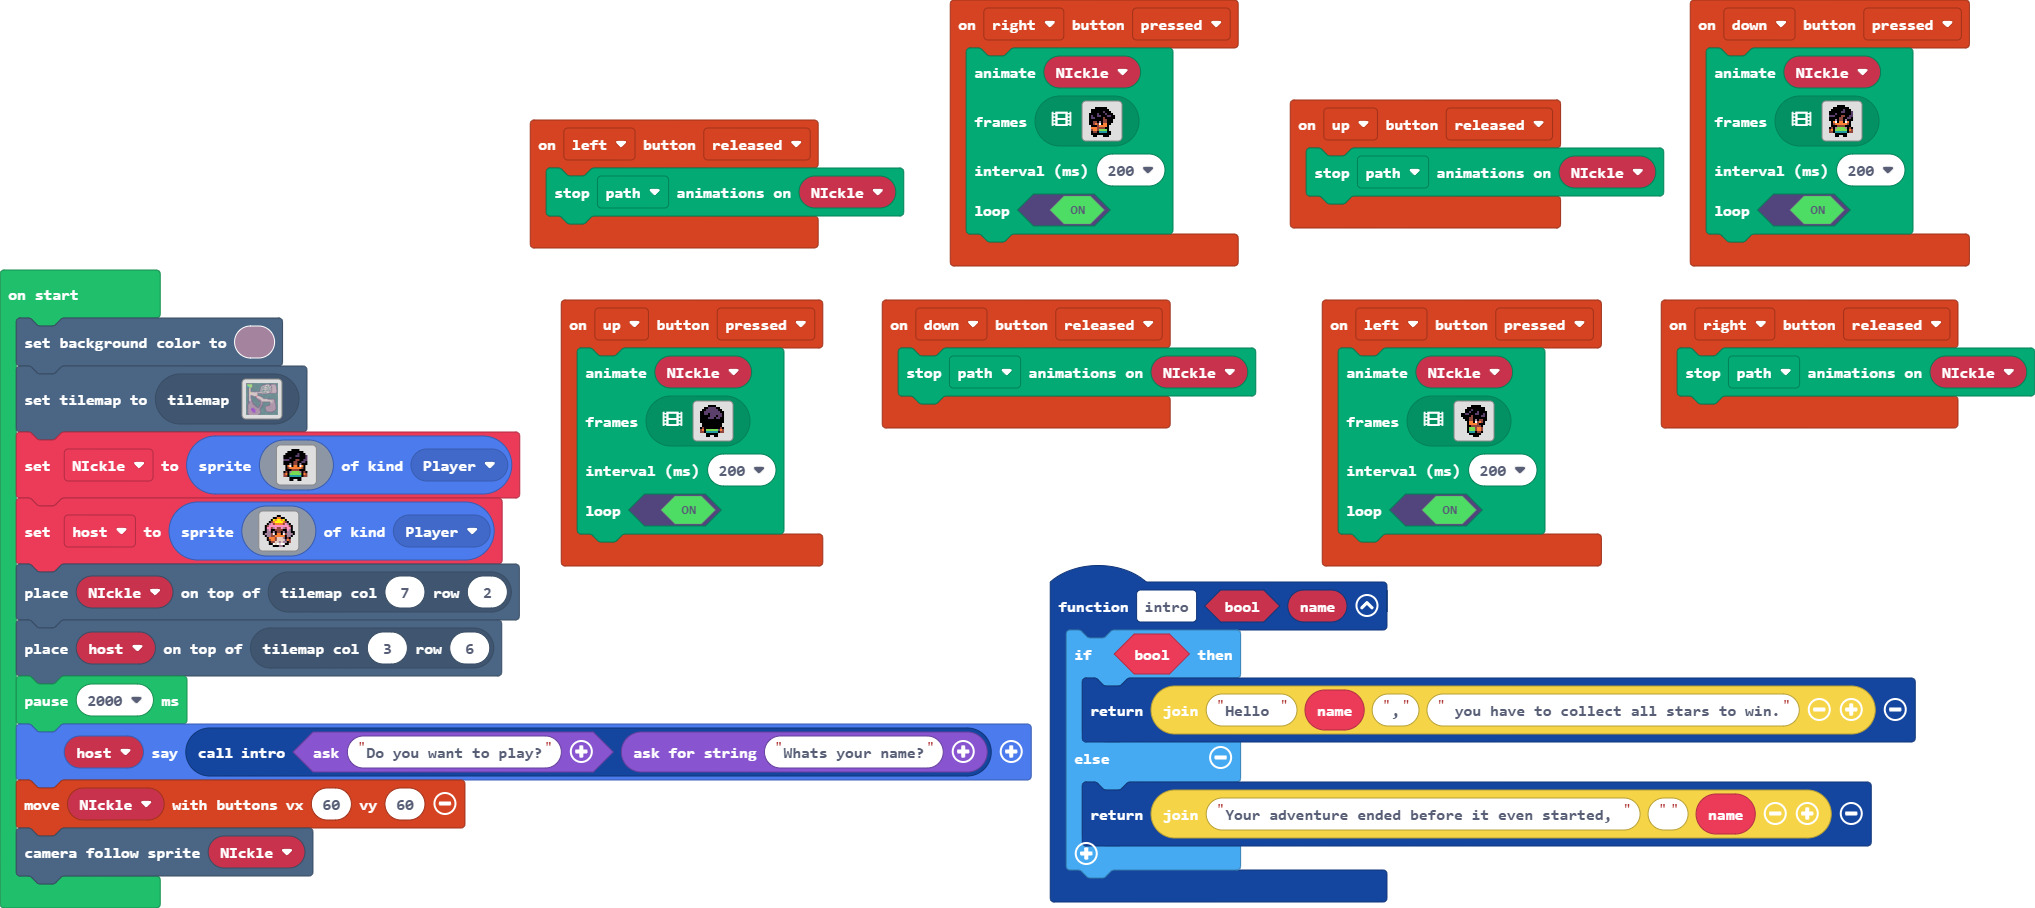 on right button pressed
animate NIckle
frames
interval (ms) 200
loop ON
on down button pressed
animate NIckle
frames
interval (ms) 200
loop ON
on left button released
stop path animations on NIckle
on up button released
stop path animations on NIckle
on start
set background color to
set tilemap to tilemap
set NIckle to sprite of kind Player
set host to sprite of kind Player
place NIckle on top of tilemap col 7 row 2
place host on top of tilemap col 3 row 6
pause 2000 ms
host say call intro ask "Do you want to play?" ask for string "Whats your name?"
move NIckle with buttons vx 60 vy 60
camera follow sprite NIckle
on up button pressed
animate NIckle
frames
interval (ms) 200
loop ON
on down button released
stop path animations on NIckle
on left button pressed
animate NIckle
frames
interval (ms) 200
loop ON
on right button released
stop path animations on NIckle
function intro bool name
if bool then
return join "Hello " name "," " you have to collect all stars to win."
else
return join "Your adventure ended before it even started, " "" name